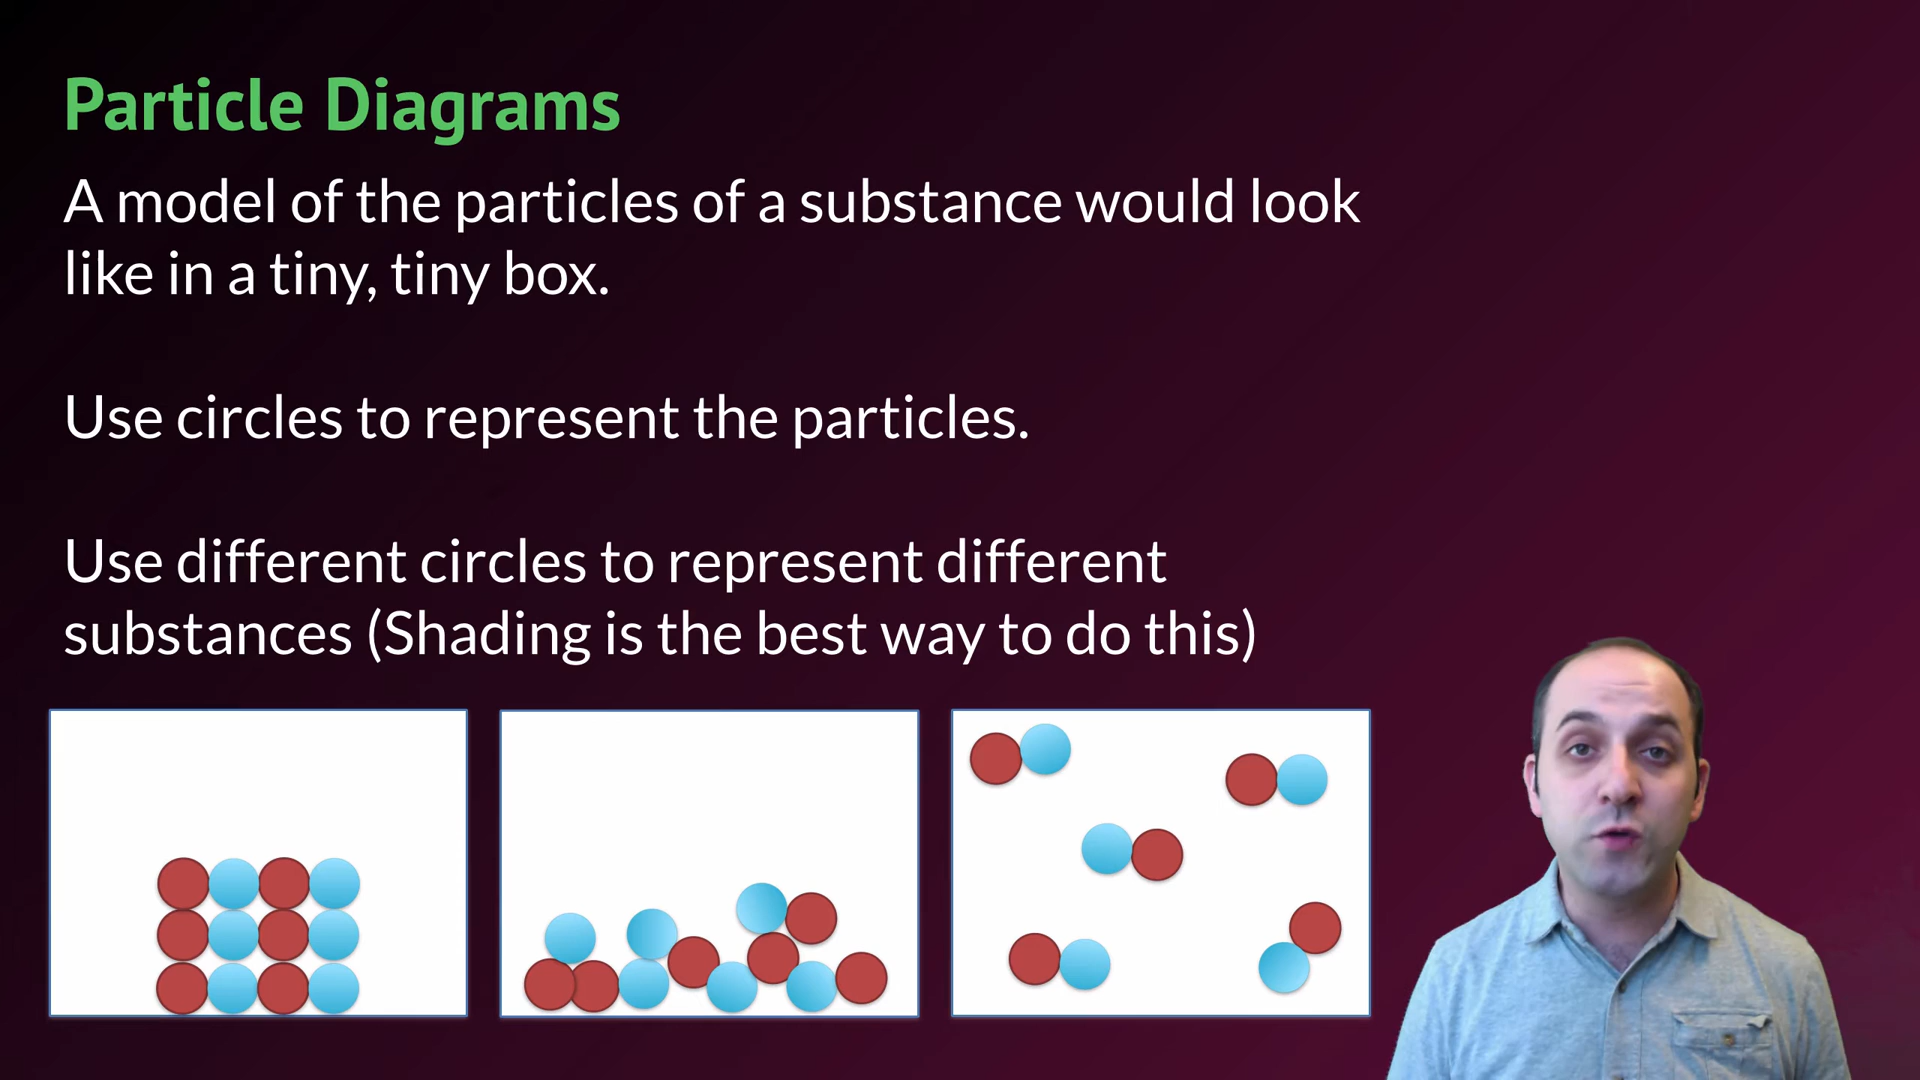 Particle Diagrams
A model of the particles of a substance would look
like in a tiny, tiny box.
Use circles to represent the particles.
Use different circles to represent different
substances (Shading is the best way to do this)